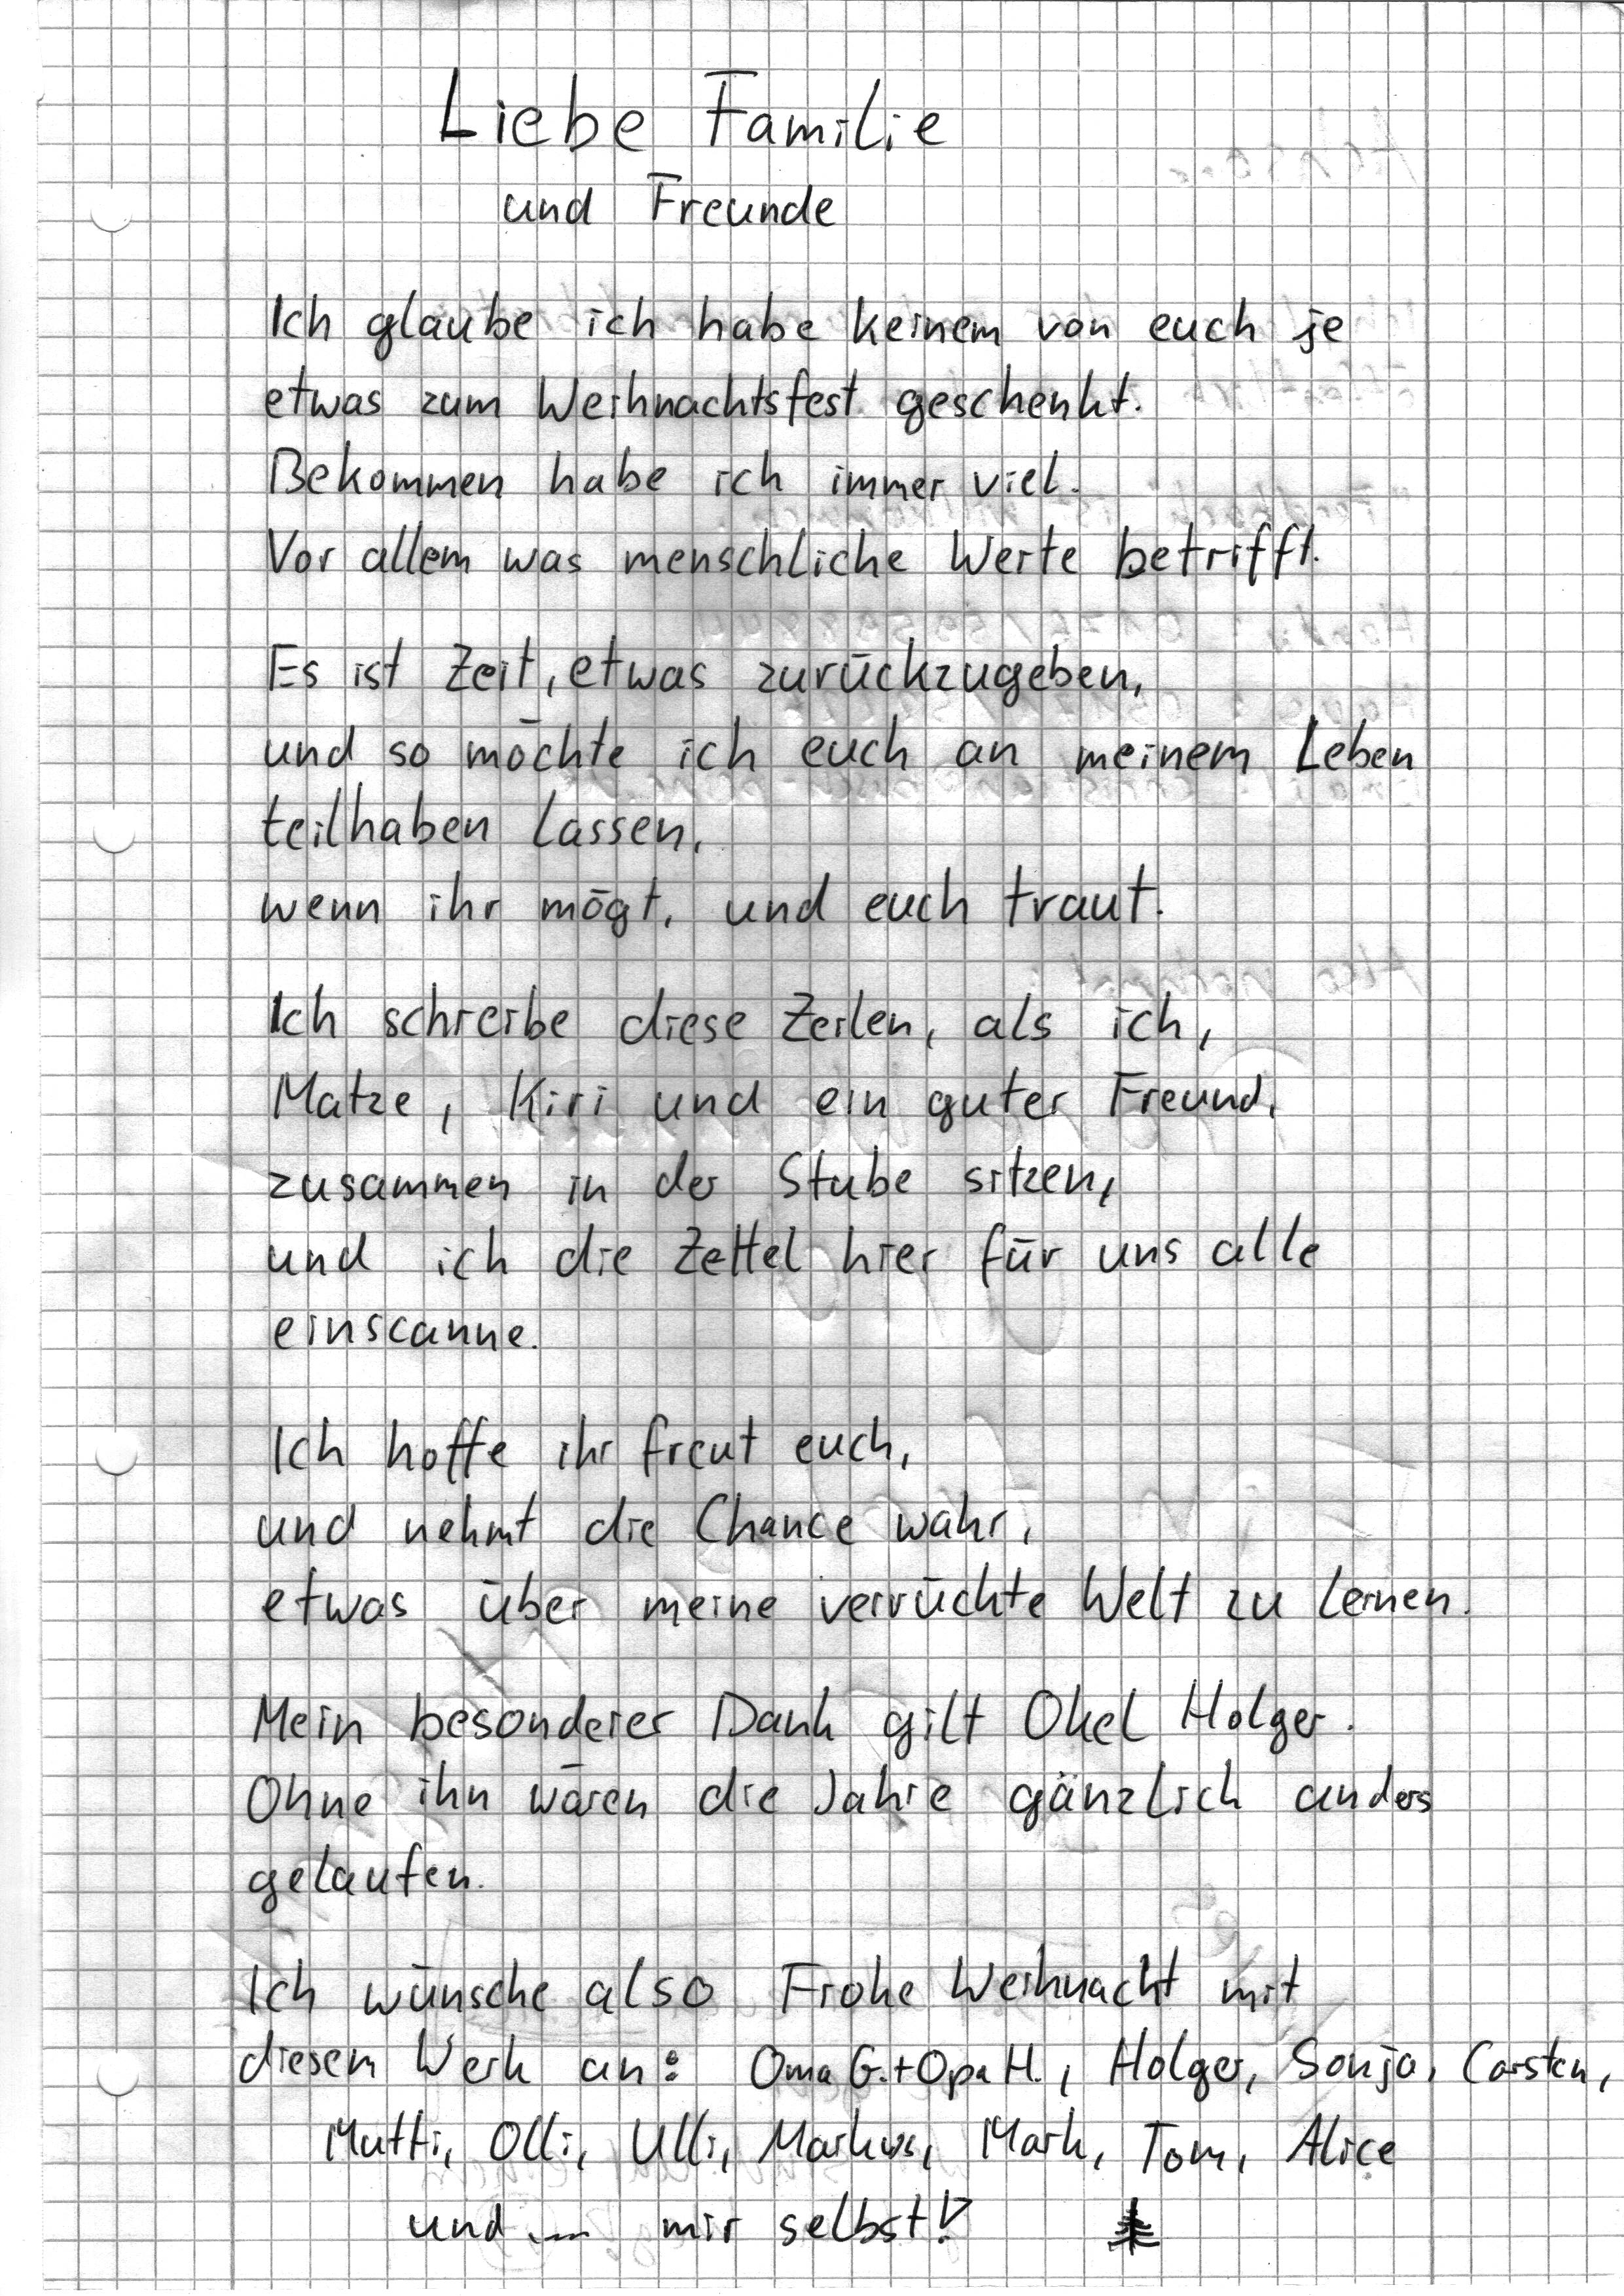 Liebe Familie
und Freunde
Ich glaube ich habe keinem von euch je
etwas zum Weihnachtsfest geschenkt.
Bekommen habe ich immer viel.
Vor allem was menschliche Werte betrifft.
Es ist Zeit, etwas zurückzugeben,
und so möchte ich euch an meinem Leben
teilhaben lassen,
wenn ihr mögt, und euch traut.
Ich schreibe diese Zeilen, als ich,
Matze, Kiri und ein guter Freund,
zusammen in der Stube sitzen,
und ich die Zettel hier für uns alle
einscanne.
Ich hoffe ihr freut euch,
und nehmt die Chance wahr,
etwas über meine verrückte Welt zu lernen.
Mein besonderer Dank gilt Okel Holger.
Ohne ihn wären die Jahre gänzlich anders
gelaufen.
Ich wünsche also Frohe Weihnacht mit
diesem Werk an: Oma G.+Opa H., Holger, Sonja, Carsten,
Mutti, Olli, Ulli, Markus, Mark, Tom, Alice
und ... mir selbst!